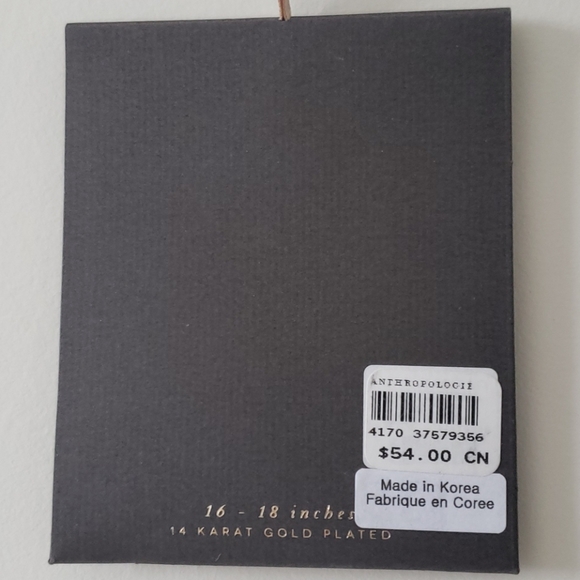 ANTHROPOLOGIE
4170 37579356
$54.00 CN
Made in Korea
Fabrique en Coree
16 - 18 inches
14 KARAT GOLD PLATED